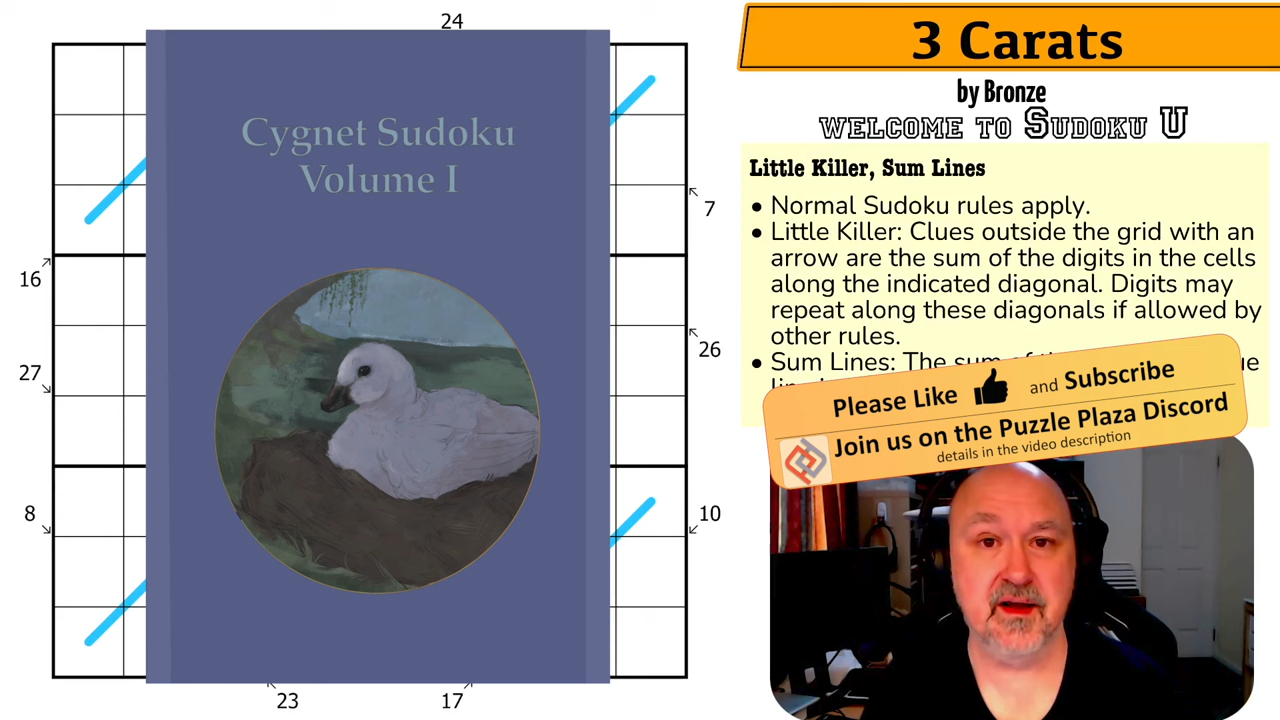 24
3 Carats
by Bronze
WELCOME TO SUDOKU U
Cygnet Sudoku
Volume I
Little Killer, Sum Lines
• Normal Sudoku rules apply.
• Little Killer: Clues outside the grid with an
arrow are the sum of the digits in the cells
along the indicated diagonal. Digits may
repeat along these diagonals if allowed by
other rules.
• Sum Lines: The sum
7
16
26
27
Please Like and Subscribe
Join us on the Puzzle Plaza Discord
details in the video description
8
10
23
17